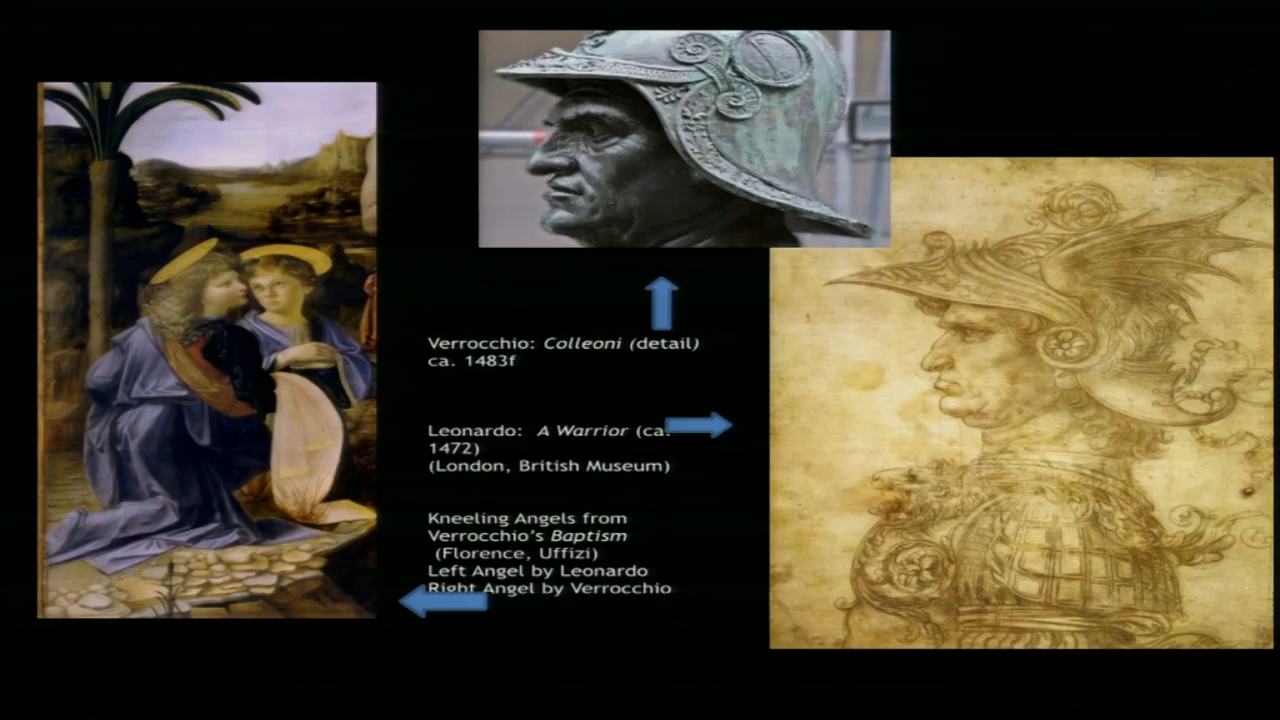 Verrocchio: Colleoni (detail)
ca. 1483f
Leonardo: A Warrior (ca.
1472)
(London, British Museum)
Kneeling Angels from
Verrocchio's Baptism
(Florence, Uffizi)
Left Angel by Leonardo
Right Angel by Verrocchio